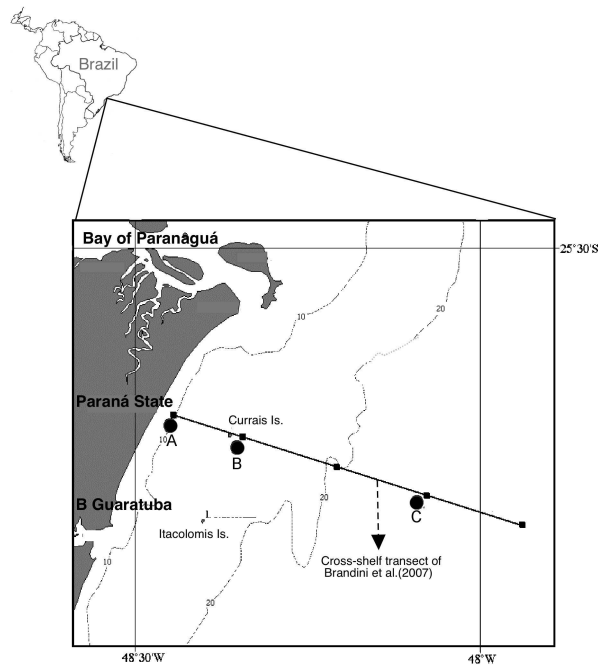 Brazil
Bay of Paranâguá
25°30'S
10
20
Paraná State
Currais Is.
10
A
B
B Guaratuba
20
C
Itacolomis Is.
Cross-shelf transect of
Brandini et al.(2007)
10
20
48°30'W
48°W